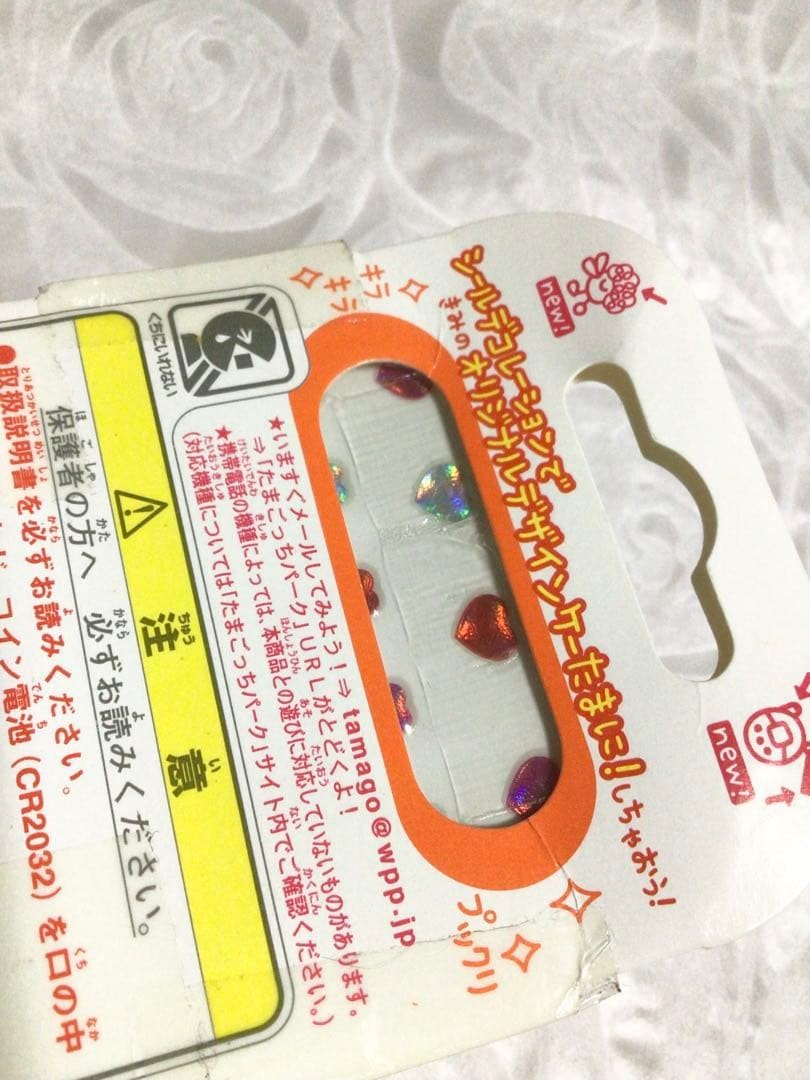 new!
new!
シールデコレーションで
きみの オリジナルデザインケータまに!しちゃおう!
キラ
キラ
プックリ
★いますぐメールしてみよう!⇒ tamago@wpp.jp
⇒「たまごっちパーク」URLがとどくよ!
★携帯電話の機種によっては、本商品との遊びに対応していないものがあります。
(対応機種については「たまごっちパーク」サイト内でご確認ください。)
くちにいれない
注意
保護者の方へ 必ずお読みください。
●取扱説明書を必ずお読みください。
コイン電池(CR2032)を口の中